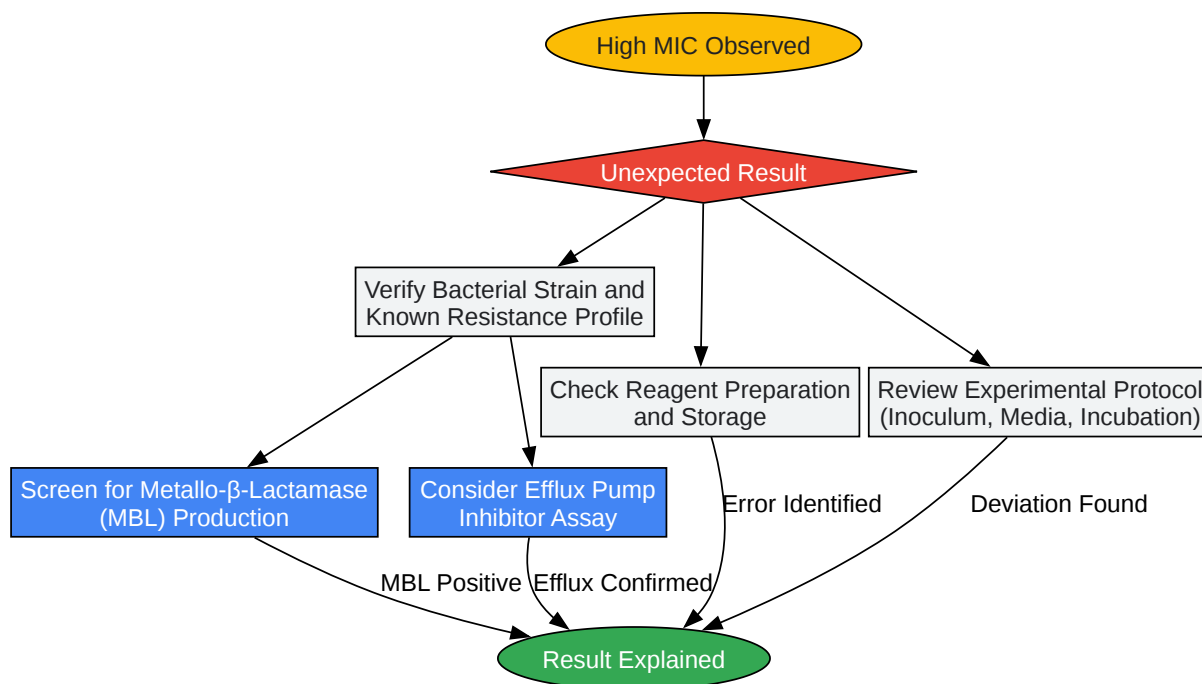 High MIC Observed
Unexpected Result
Verify Bacterial Strain and
Known Resistance Profile
Check Reagent Preparation
and Storage
Review Experimental Protocol
(Inoculum, Media, Incubation)
Screen for Metallo-β-Lactamase
(MBL) Production
Consider Efflux Pump
Inhibitor Assay
Error Identified
Deviation Found
MBL Positive
Efflux Confirmed
Result Explained